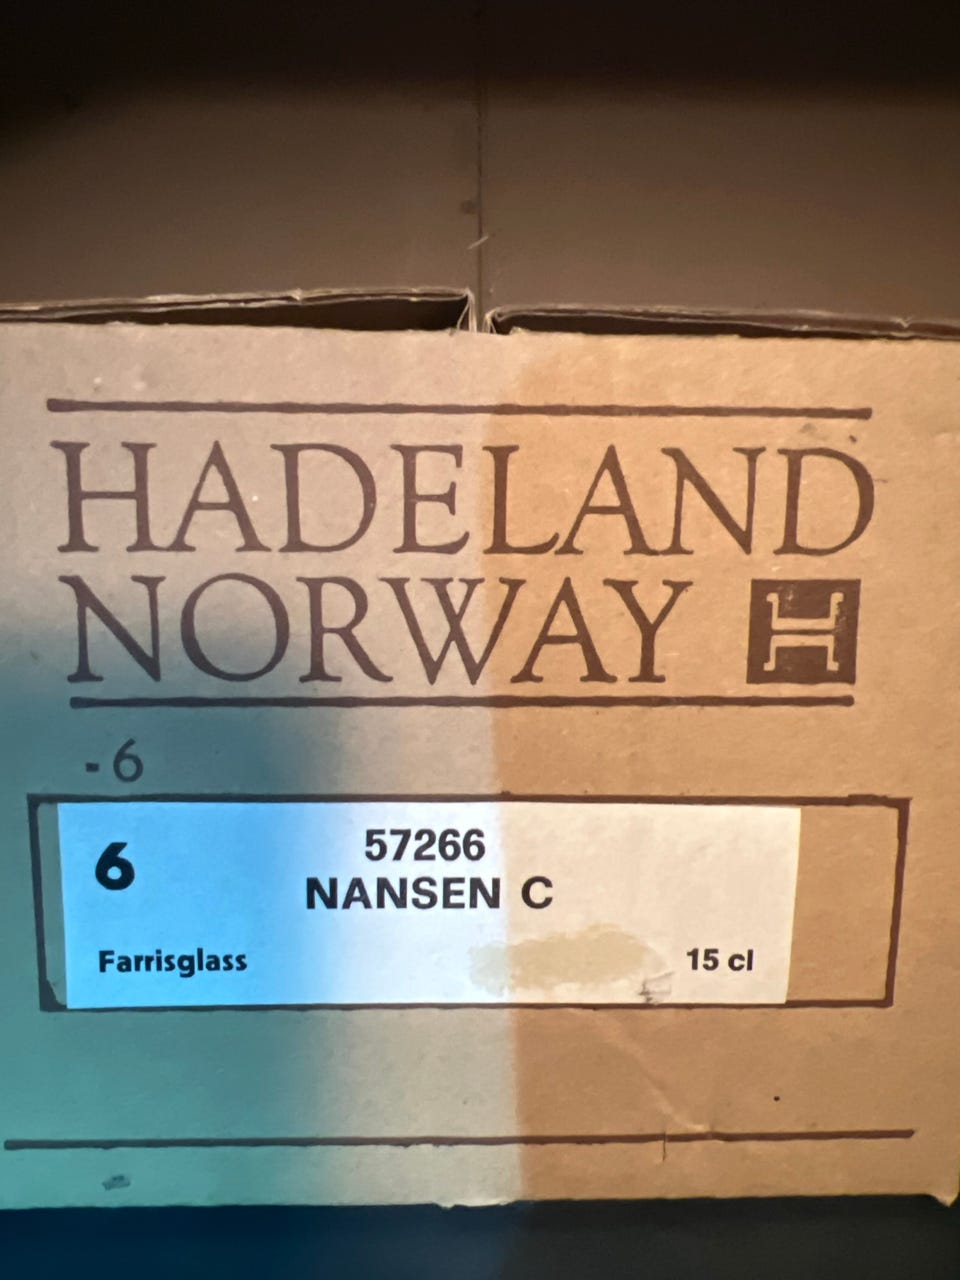 HADELAND
NORWAY H
- 6
6 57266
NANSEN C
Farrisglass 15 cl